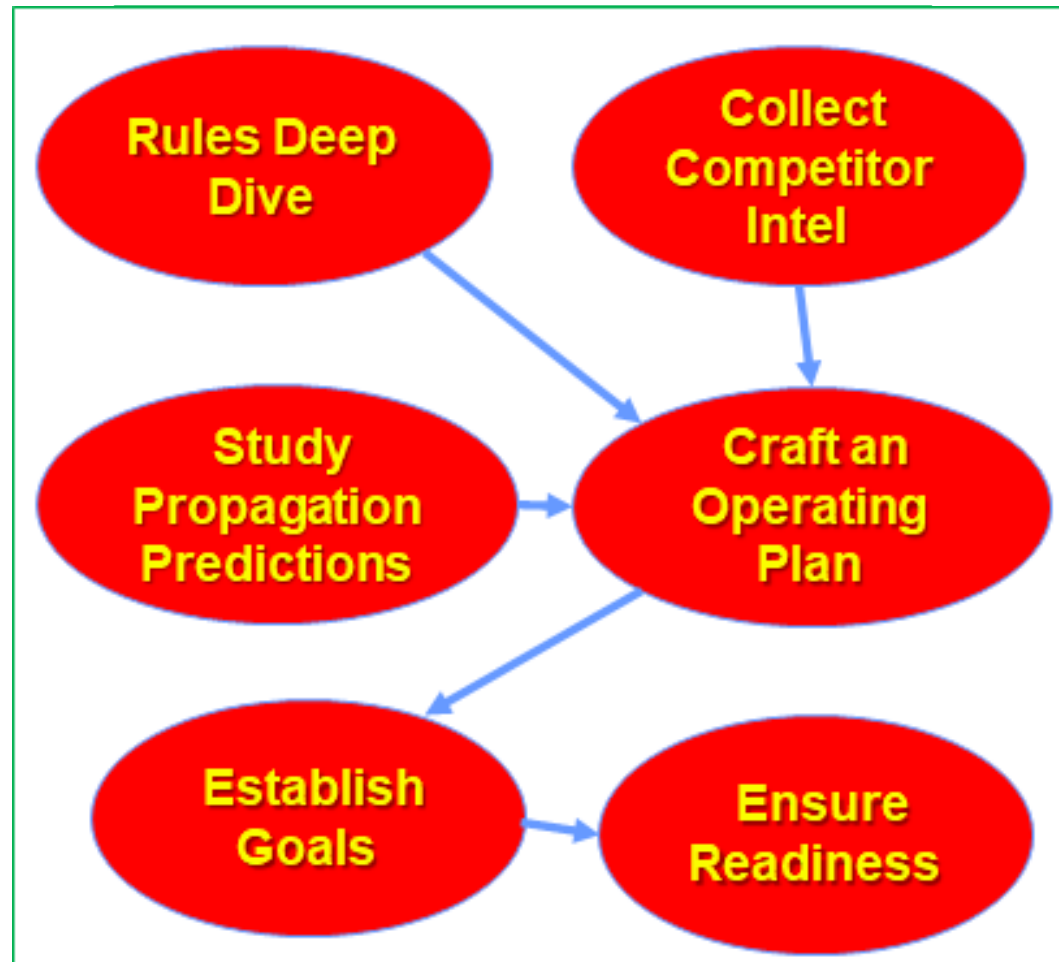 Rules Deep
Dive
Collect
Competitor
Intel
Study
Propagation
Predictions
Craft an
Operating
Plan
Establish
Goals
Ensure
Readiness